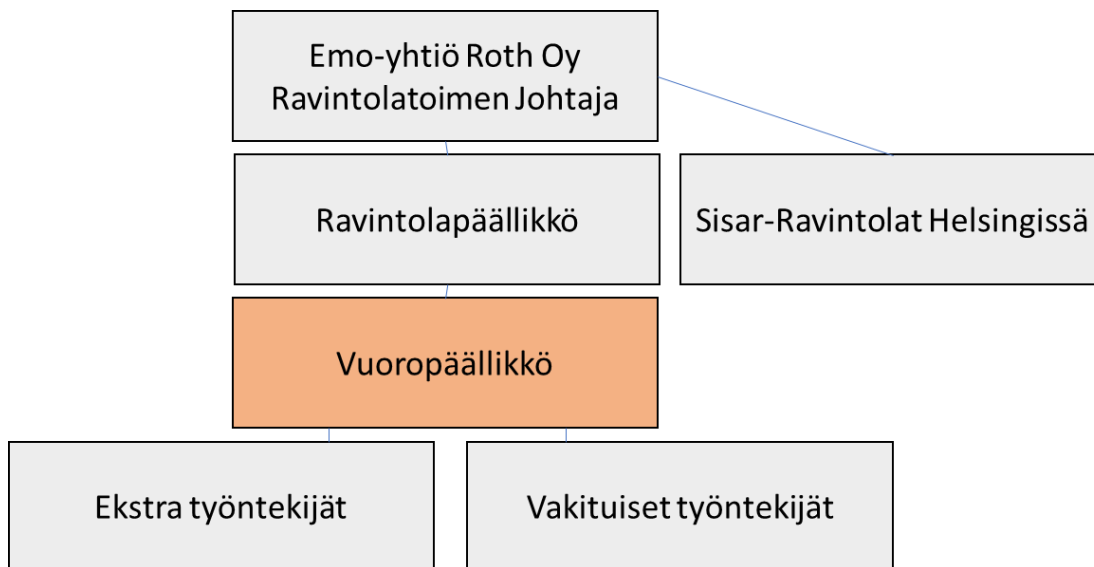 Emo-yhtiö Roth Oy
Ravintolatoimen Johtaja
Ravintolapäällikkö
Sisar-Ravintolat Helsingissä
Vuoropäällikkö
Ekstra työntekijät
Vakituiset työntekijät